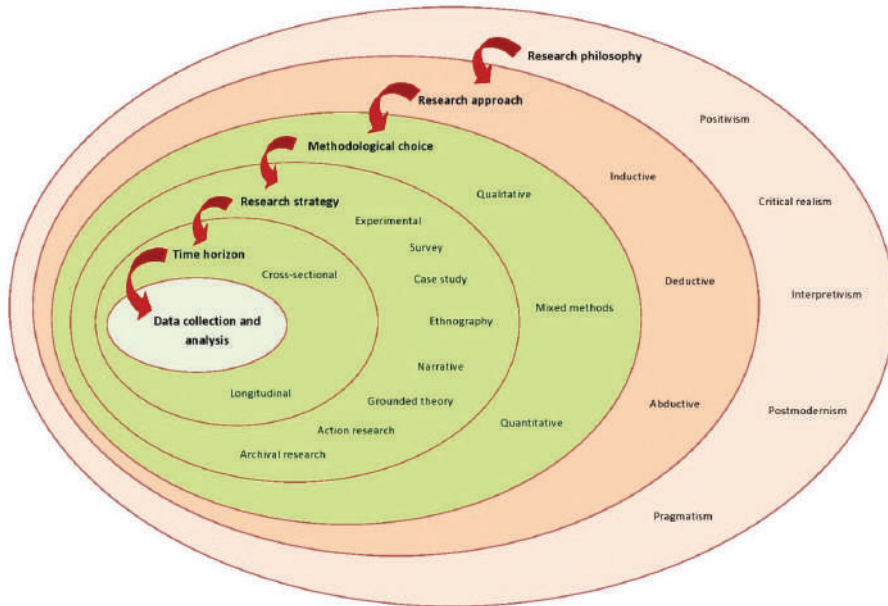 Research philosophy
Research approach
Positivism
Methodological choice
Inductive
Qualitative
Research strategy
Critical realism
Experimental
Survey
Time horizon
Cross-sectional
Case study
Deductive
Interpretivism
Mixed methods
Data collection and
analysis
Ethnography
Narrative
Longitudinal
Grounded theory
Abductive
Postmodernism
Quantitative
Action research
Archival research
Pragmatism